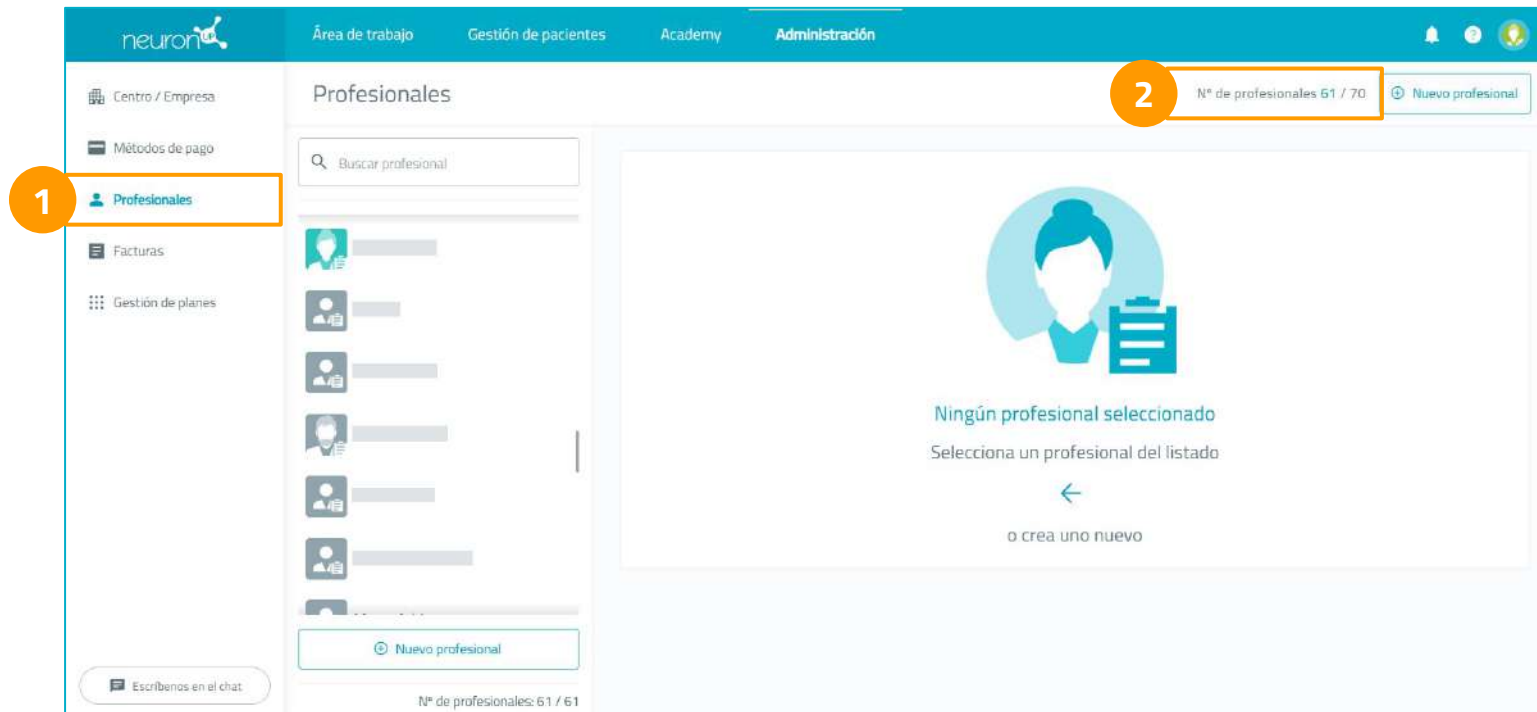 neuronUP
Área de trabajo
Gestión de pacientes
Academy
Administración
Centro / Empresa
Métodos de pago
1
Profesionales
Facturas
Gestión de planes
Escríbenos en el chat
Profesionales
2
Nº de profesionales 61 / 70
Nuevo profesional
Buscar profesional
Nuevo profesional
Nº de profesionales: 61 / 61
Ningún profesional seleccionado
Selecciona un profesional del listado
o crea uno nuevo